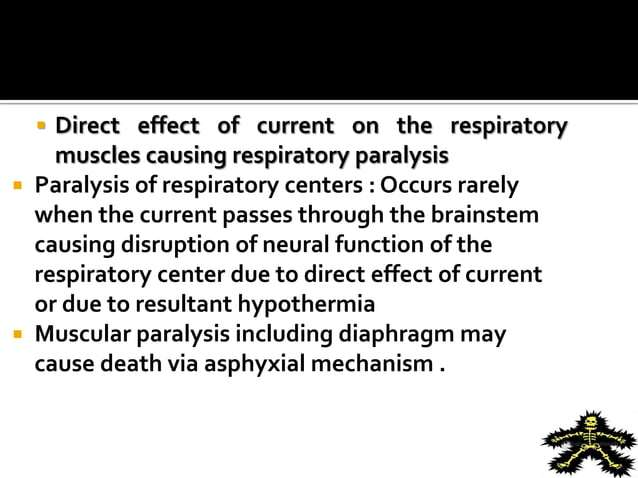 ▪ Direct effect of current on the respiratory
muscles causing respiratory paralysis
▪ Paralysis of respiratory centers : Occurs rarely
when the current passes through the brainstem
causing disruption of neural function of the
respiratory center due to direct effect of current
or due to resultant hypothermia
▪ Muscular paralysis including diaphragm may
cause death via asphyxial mechanism .